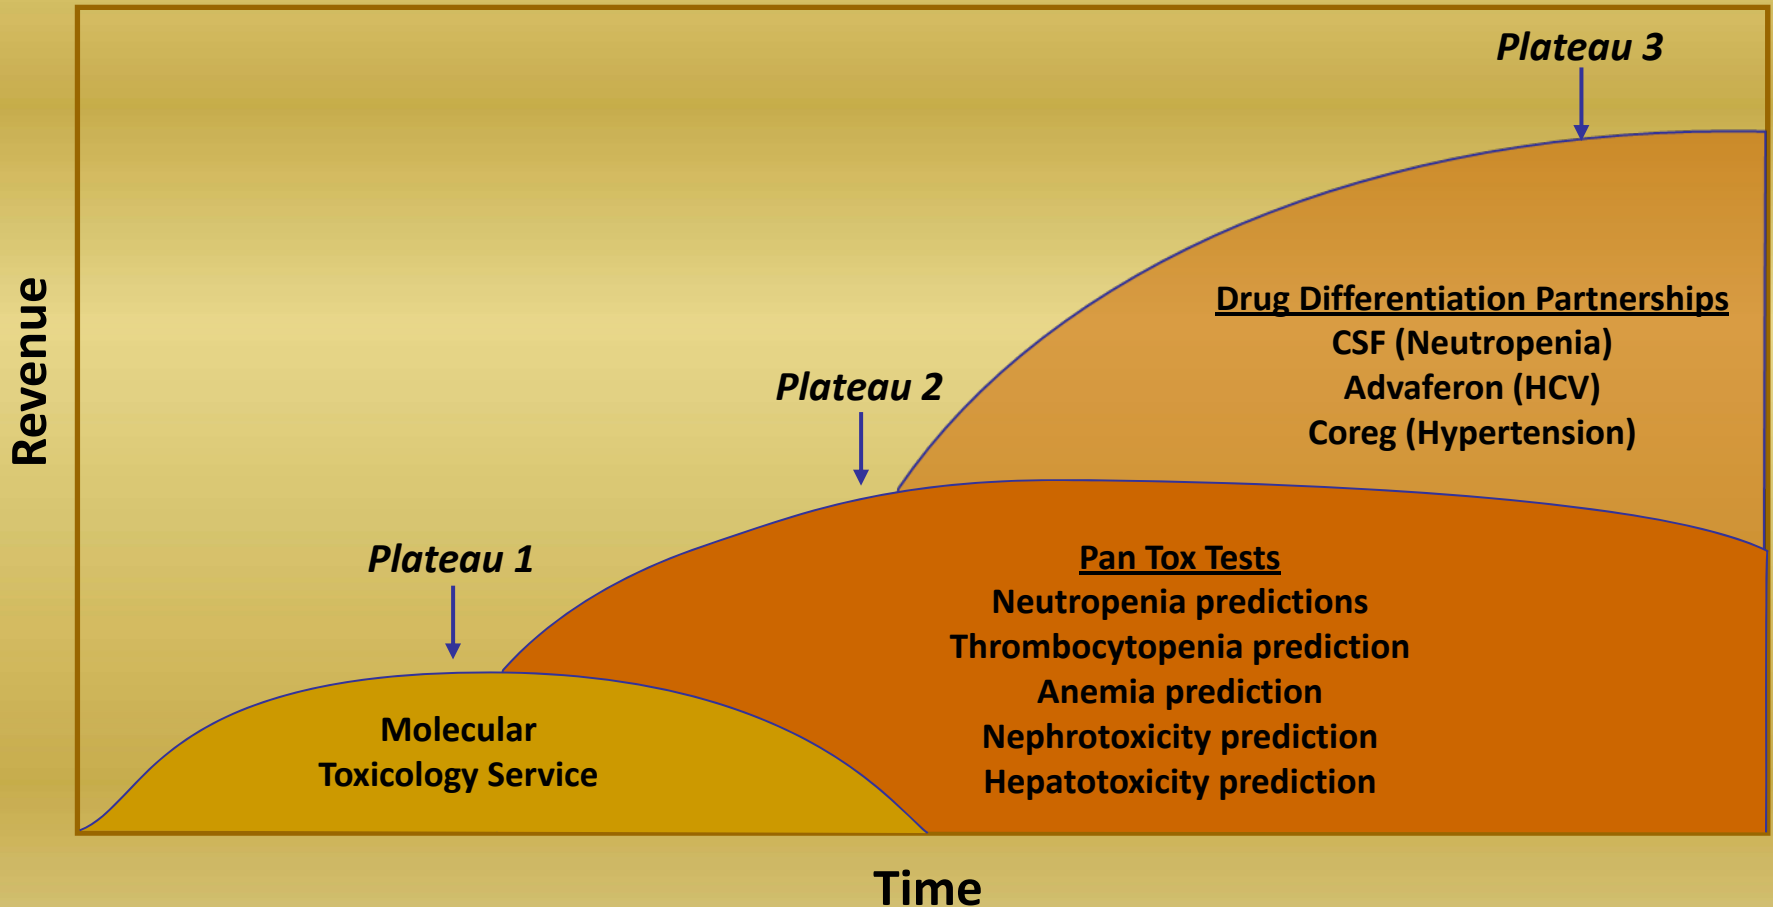 Plateau 3
Drug Differentiation Partnerships
CSF (Neutropenia)
Advaferon (HCV)
Coreg (Hypertension)
Plateau 2
Plateau 1
Pan Tox Tests
Neutropenia predictions
Thrombocytopenia prediction
Anemia prediction
Nephrotoxicity prediction
Hepatotoxicity prediction
Molecular
Toxicology Service
Revenue
Time